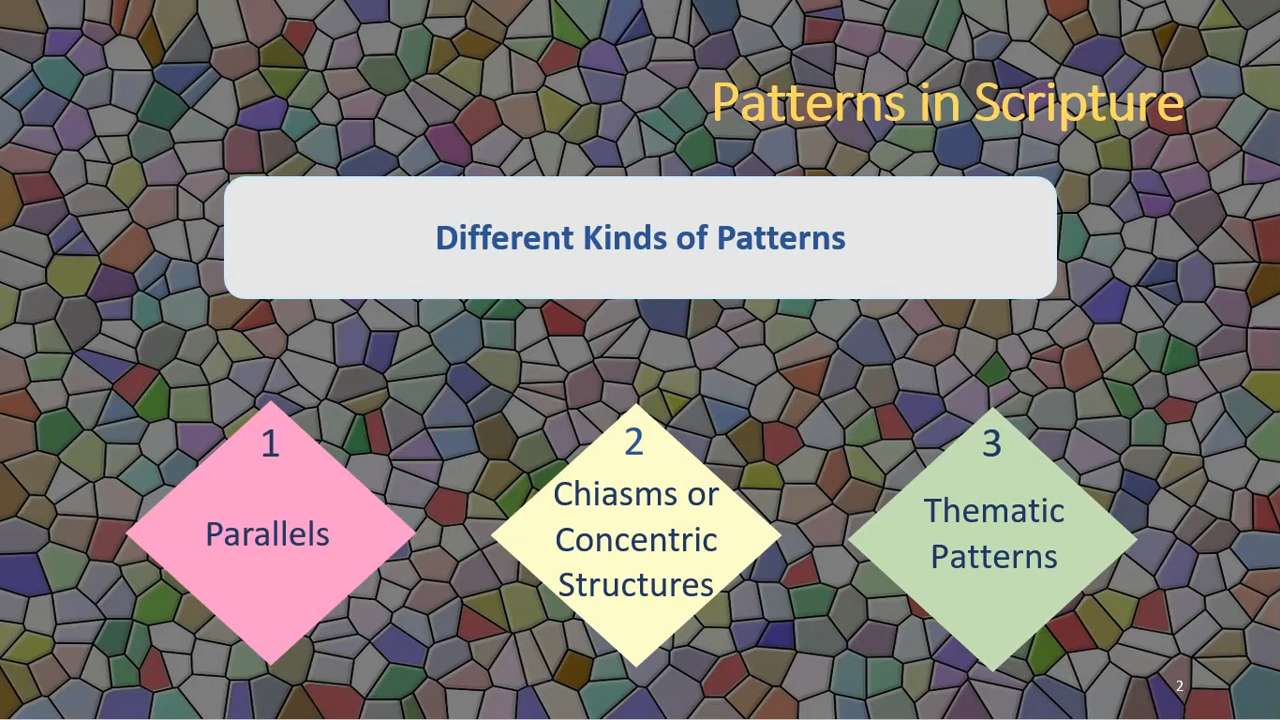 Patterns in Scripture
Different Kinds of Patterns
1
Parallels
2
Chiasms or
Concentric
Structures
3
Thematic
Patterns
2